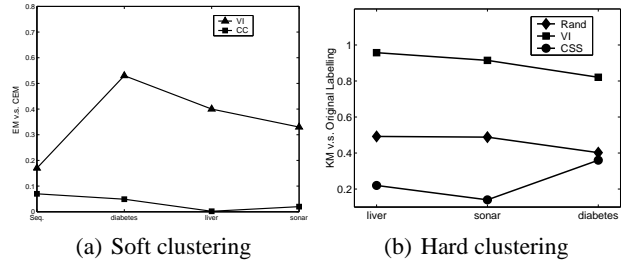 0.8
0.7
0.6
0.5
0.4
0.3
0.2
0.1
0
EM v.s. CEM
VI
CC
Seq. diabetes liver sonar
(a) Soft clustering
1
0.8
0.6
0.4
0.2
KM v.s. Original Labelling
Rand
VI
CSS
liver sonar diabetes
(b) Hard clustering